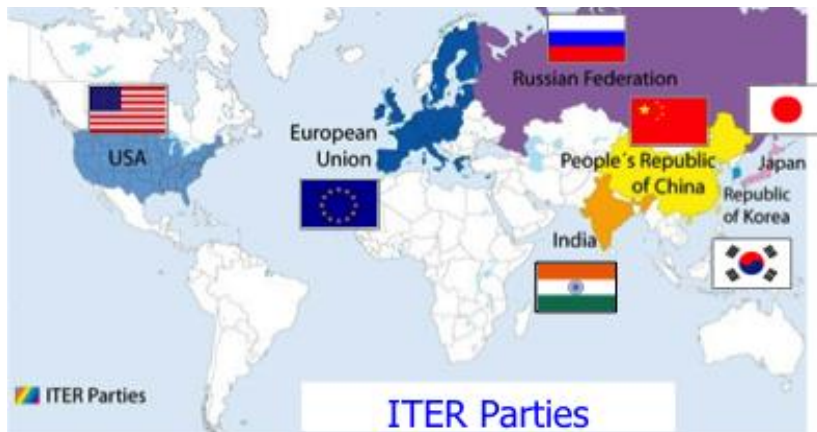 Russian Federation
European
Union
USA
People´s Republic
of China
Japan
Republic
of Korea
India
ITER Parties
ITER Parties